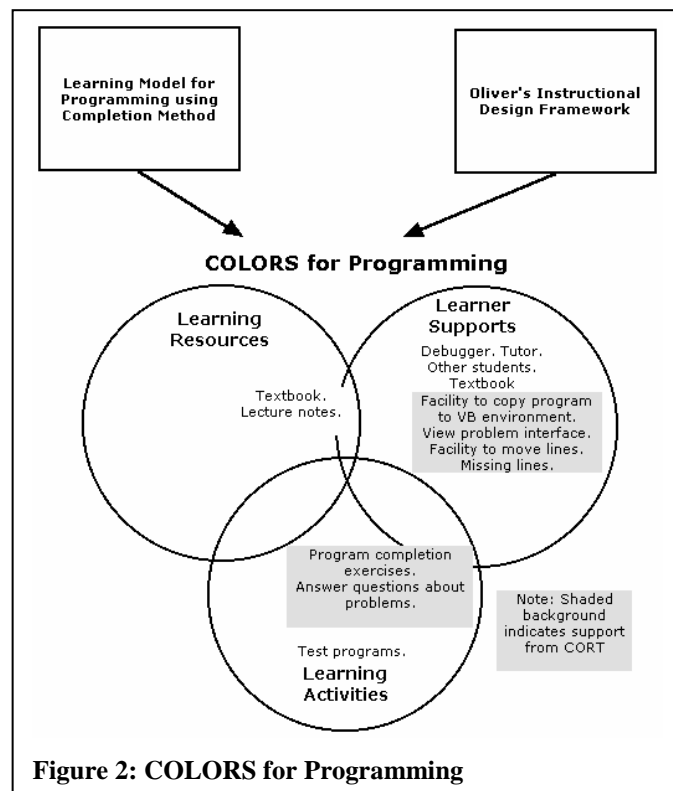 Learning Model for
Programming using
Completion Method
Oliver's Instructional
Design Framework
COLORS for Programming
Learning
Resources
Learner
Supports
Debugger. Tutor.
Other students.
Textbook
Facility to copy program
to VB environment.
View problem interface.
Facility to move lines.
Missing lines.
Textbook.
Lecture notes.
Program completion
exercises.
Answer questions about
problems.
Note: Shaded
background
indicates support
from CORT
Test programs.
Learning
Activities
Figure 2: COLORS for Programming